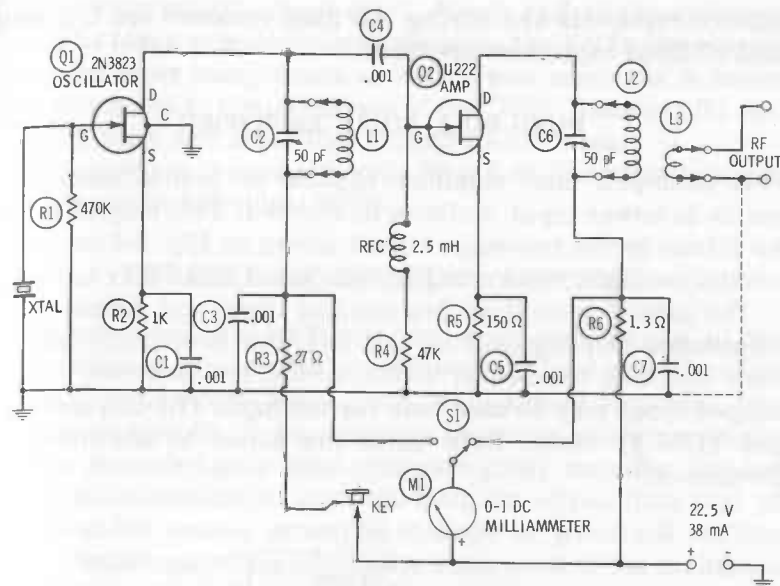 C4
Q1
2N3823
OSCILLATOR
.001
Q2
U222
AMP
L2
L3
D
C
G
S
C2
50 pF
L1
D
G
S
C6
50 pF
RF
OUTPUT
R1
470K
RFC
2.5 mH
XTAL
R2
1K
C3
.001
R5
150 Ω
R6
1.3 Ω
C1
.001
R3
27 Ω
R4
47K
C5
.001
C7
.001
S1
M1
KEY
0-1 DC
MILLIAMMETER
+
22.5 V
38 mA
+
-